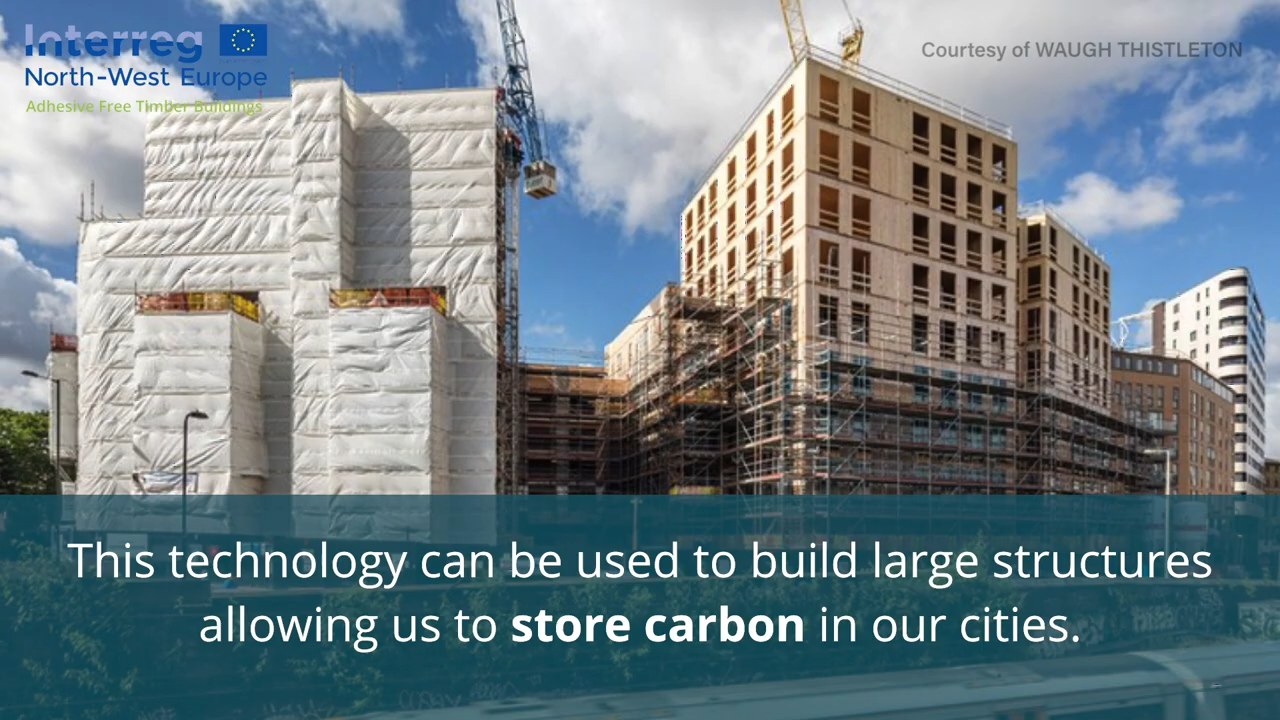 Interreg
North-West Europe
Adhesive Free Timber Buildings
Courtesy of WAUGH THISTLETON
This technology can be used to build large structures
allowing us to store carbon in our cities.